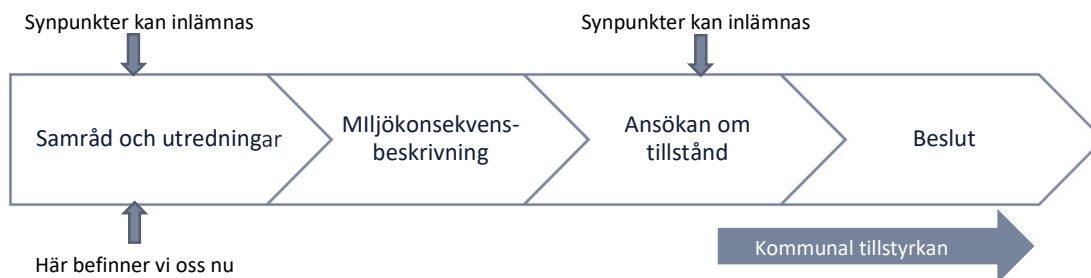 Synpunkter kan inlämnas
Synpunkter kan inlämnas
Samråd och utredningar
MIljökonsekvens-
beskrivning
Ansökan om
tillstånd
Beslut
Kommunal tillstyrkan
Här befinner vi oss nu